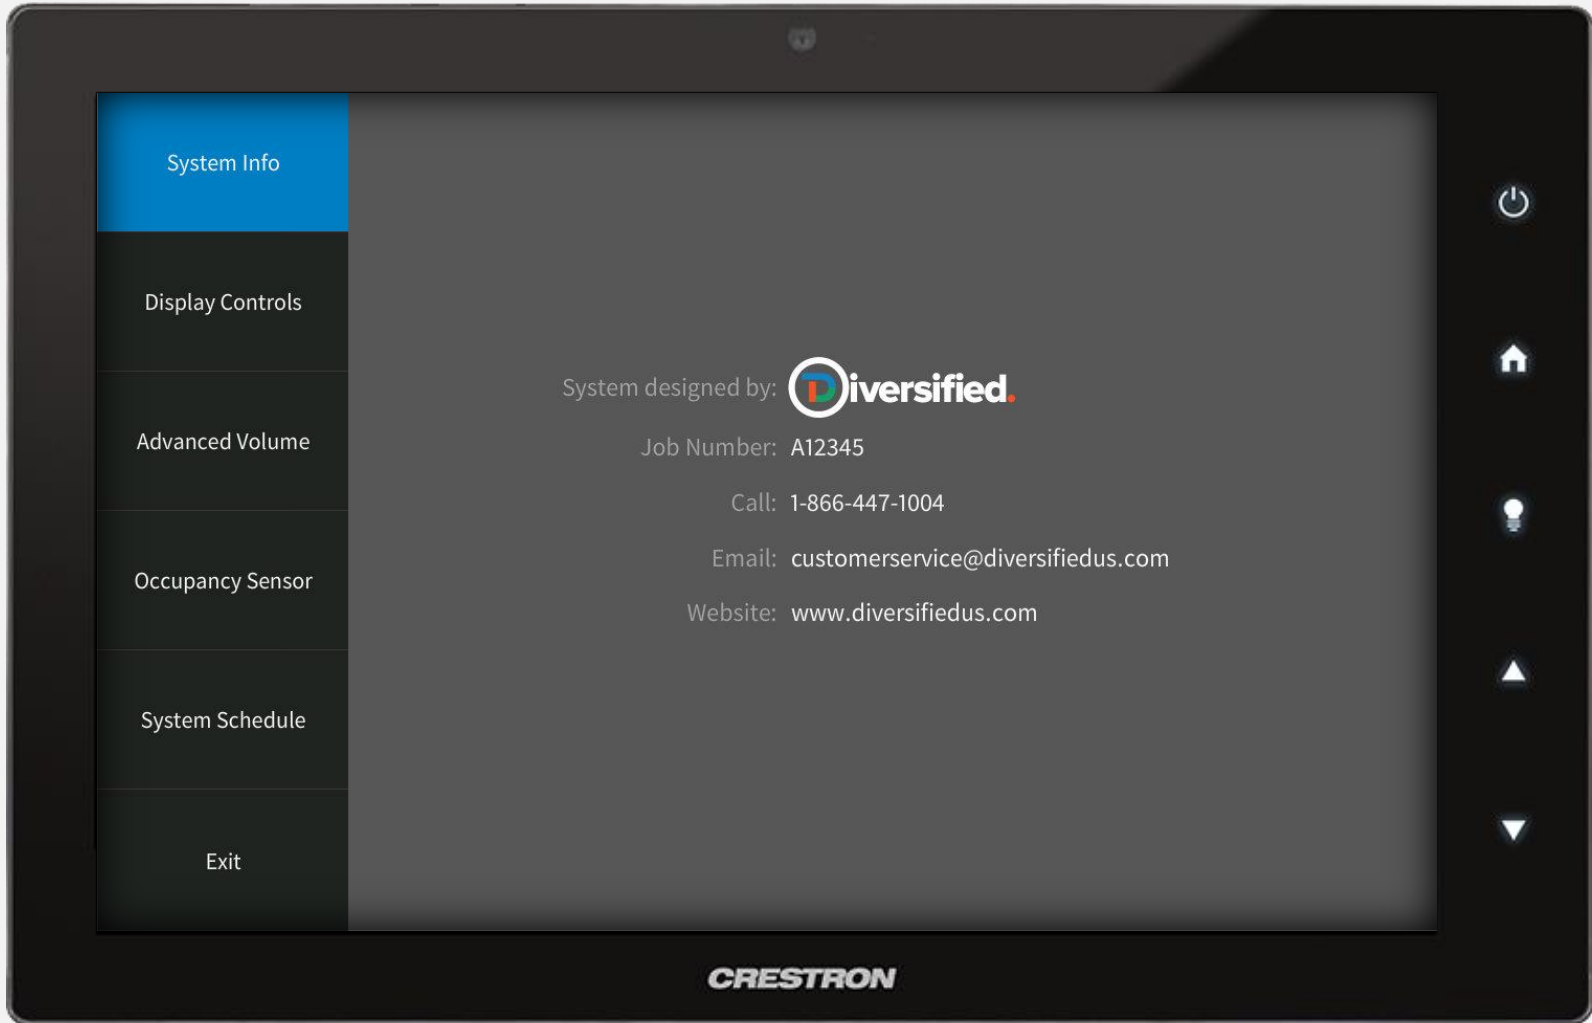 System Info
Display Controls
Advanced Volume
Occupancy Sensor
System Schedule
Exit
System designed by: Diversified.
Job Number: A12345
Call: 1-866-447-1004
Email: customerservice@diversifiedus.com
Website: www.diversifiedus.com
CRESTRON